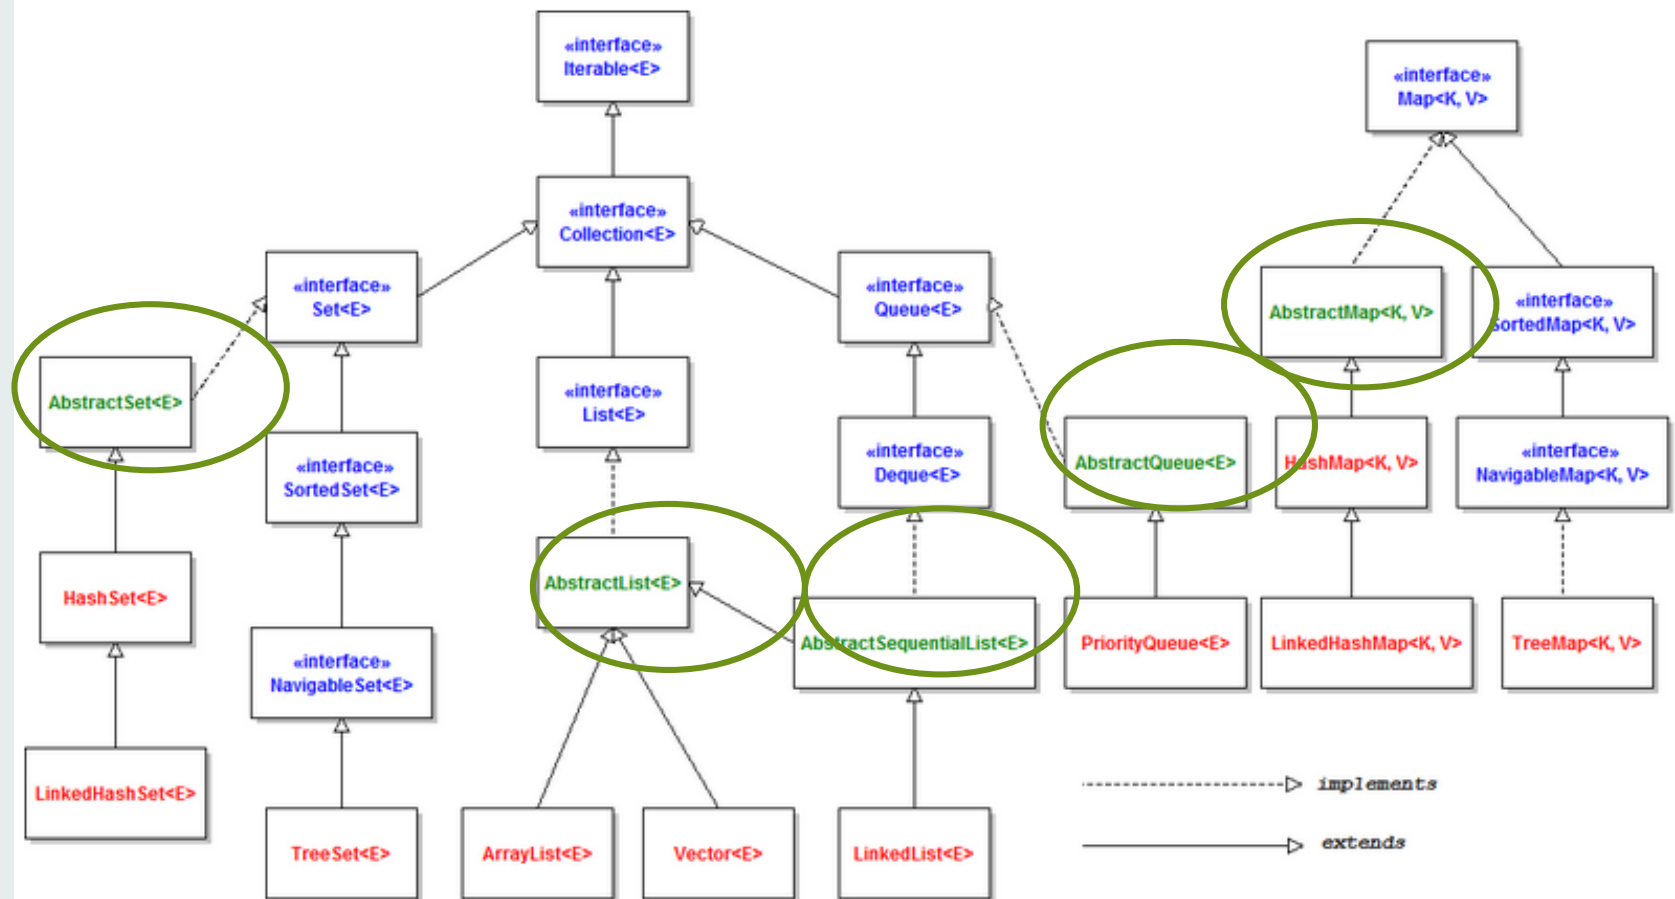 «interface»
Iterable<E>
«interface»
Map<K, V>
«interface»
Collection<E>
«interface»
Set<E>
«interface»
Queue<E>
AbstractMap<K, V>
«interface»
SortedMap<K, V>
AbstractSet<E>
«interface»
List<E>
«interface»
SortedSet<E>
«interface»
Deque<E>
AbstractQueue<E>
HashMap<K, V>
«interface»
NavigableMap<K, V>
HashSet<E>
AbstractList<E>
«interface»
NavigableSet<E>
AbstractSequentialList<E>
PriorityQueue<E>
LinkedHashMap<K, V>
TreeMap<K, V>
LinkedHashSet<E>
TreeSet<E>
ArrayList<E>
Vector<E>
LinkedList<E>
implements
extends